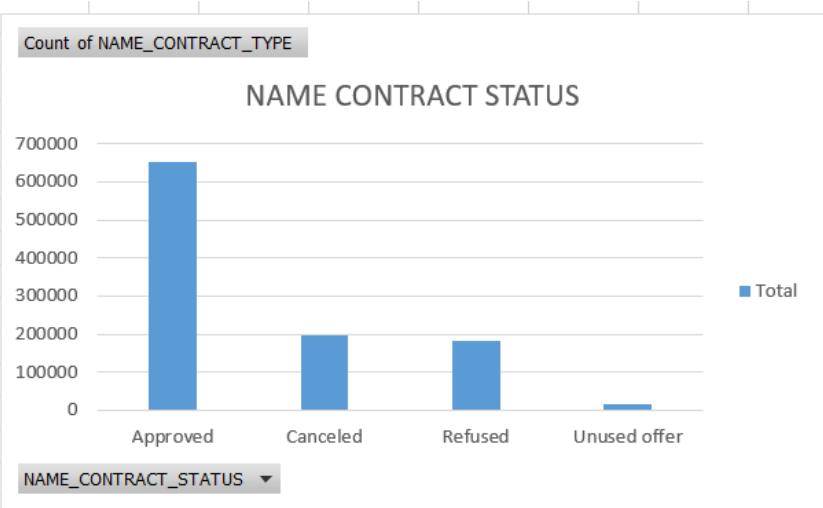 Count of NAME_CONTRACT_TYPE
NAME CONTRACT STATUS
700000
600000
500000
400000
300000
200000
100000
0
Approved Canceled Refused Unused offer
Total
NAME_CONTRACT_STATUS